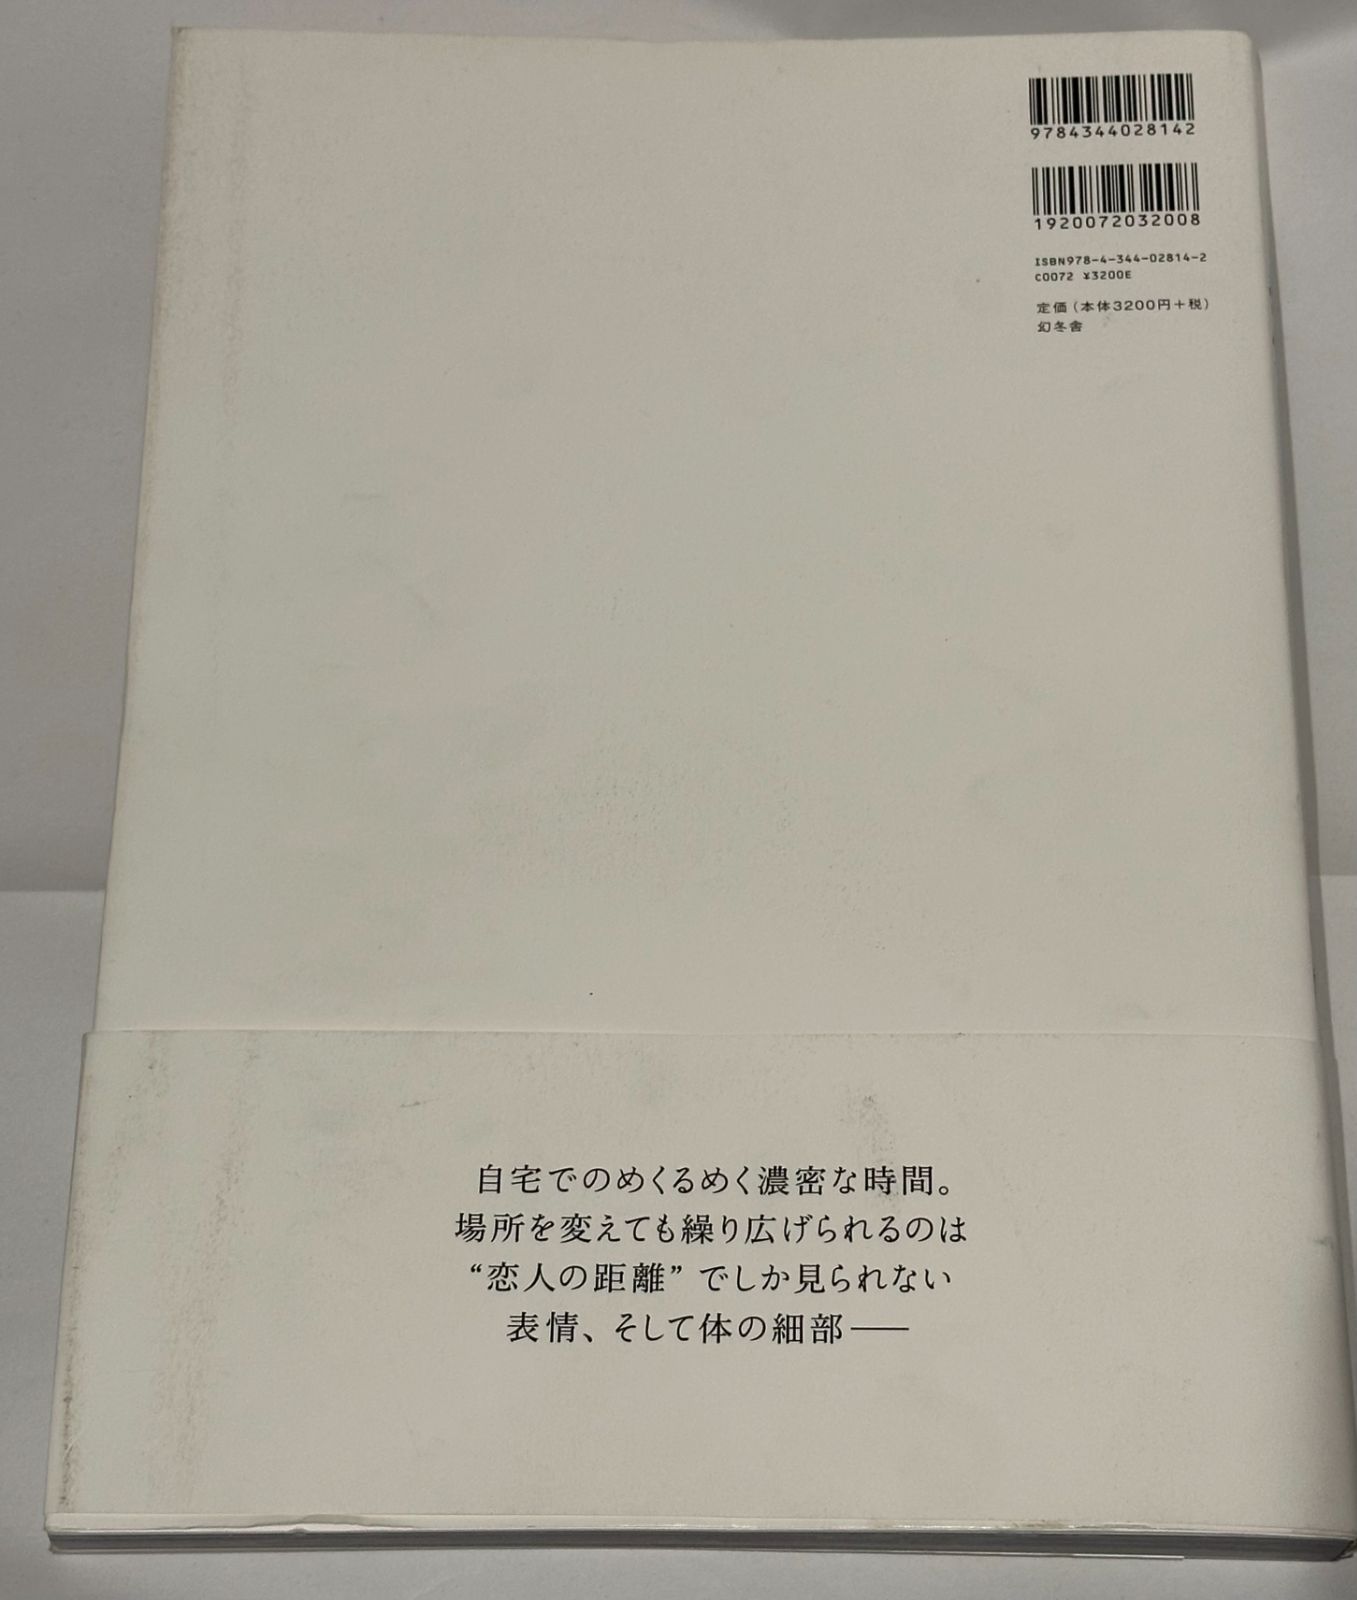 9784344028142
1920072032008
ISBN978-4-344-02814-2
C0072 ¥3200E
定価（本体3200円＋税）
幻冬舎
自宅でのめくるめく濃密な時間。
場所を変えても繰り広げられるのは
“恋人の距離” でしか見られない
表情、そして体の細部――